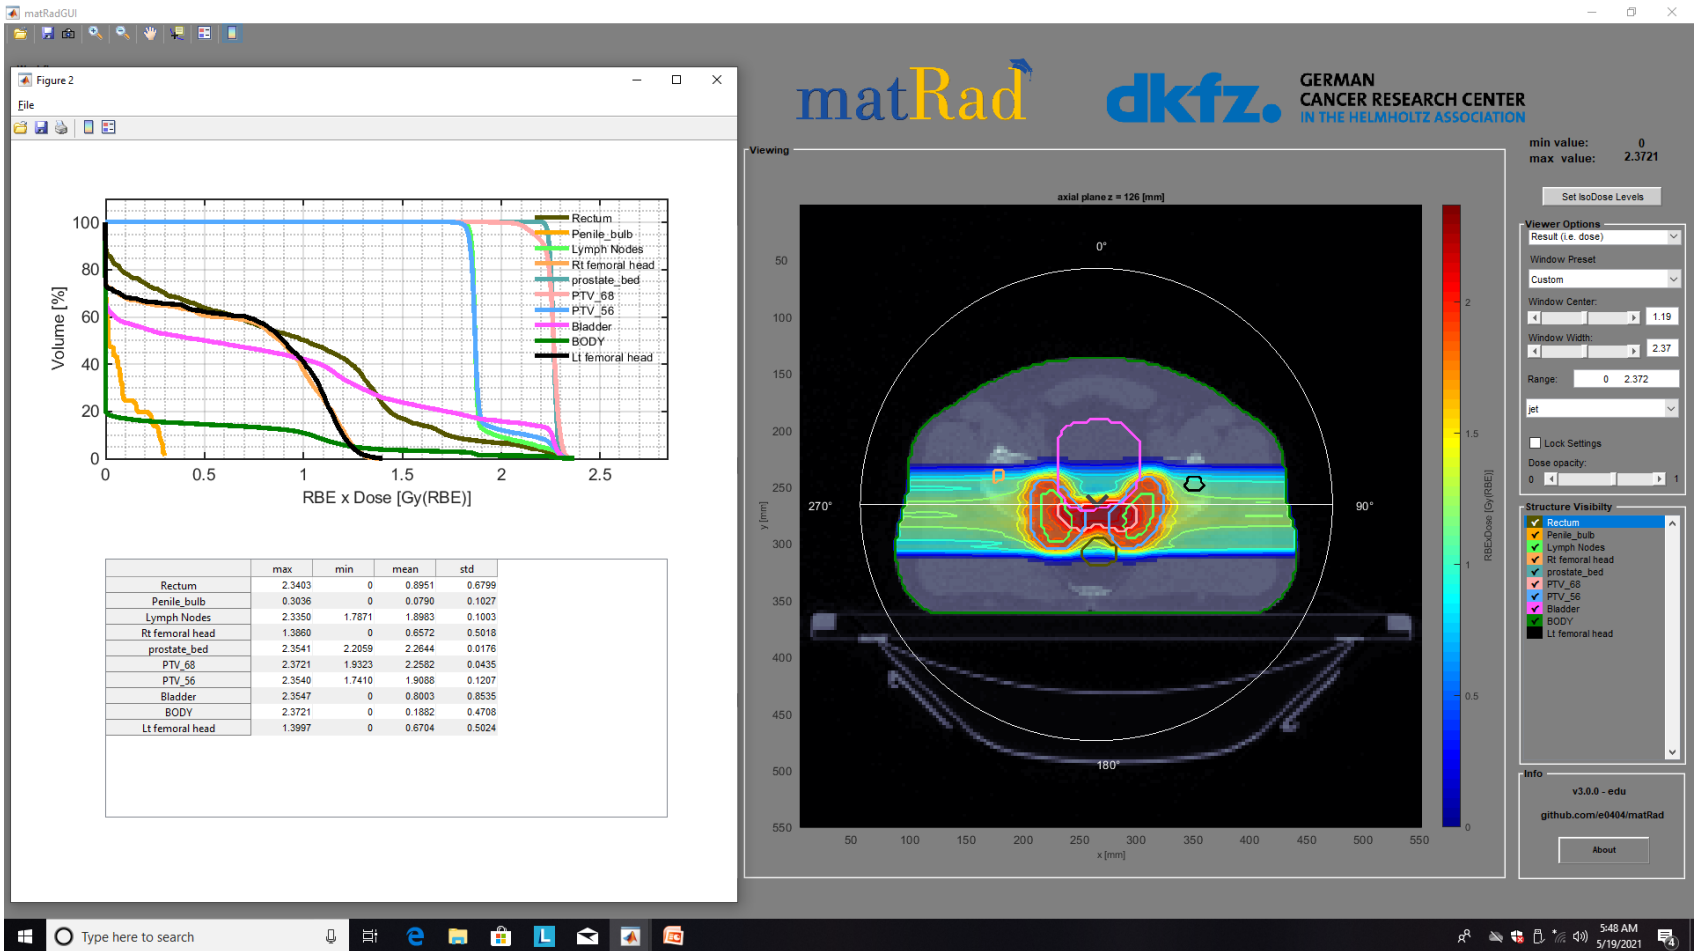 matRadGUI
Figure 2
File
100
80
60
40
20
0
Volume [%]
0
0.5
1
1.5
2
2.5
RBE x Dose [Gy(RBE)]
Rectum
Penile_bulb
Lymph Nodes
Rt femoral head
prostate_bed
PTV_68
PTV_56
Bladder
BODY
Lt femoral head
max min mean std
Rectum 2.3403 0 0.8951 0.6799
Penile_bulb 0.3036 0 0.0790 0.1027
Lymph Nodes 2.3350 1.7871 1.8983 0.1003
Rt femoral head 1.3860 0 0.6572 0.5018
prostate_bed 2.3541 2.2059 2.2644 0.0176
PTV_68 2.3721 1.9323 2.2582 0.0435
PTV_56 2.3540 1.7410 1.9088 0.1207
Bladder 2.3547 0 0.8003 0.8535
BODY 2.3721 0 0.1882 0.4708
Lt femoral head 1.3997 0 0.6704 0.5024
matRad
dkfz.
GERMAN
CANCER RESEARCH CENTER
IN THE HELMHOLTZ ASSOCIATION
Viewing
axial plane z = 126 [mm]
0°
90°
180°
270°
50
100
150
200
250
300
350
400
450
500
550
y [mm]
50 100 150 200 250 300 350 400 450 500 550
x [mm]
2
1.5
1
0.5
0
RBExDose [Gy(RBE)]
min value: 0
max value: 2.3721
Set IsoDose Levels
Viewer Options
Result (i.e. dose)
Window Preset
Custom
Window Center:
1.19
Window Width:
2.37
Range: 0 2.372
jet
Lock Settings
Dose opacity:
0 1
Structure Visibilty
Rectum
Penile_bulb
Lymph Nodes
Rt femoral head
prostate_bed
PTV_68
PTV_56
Bladder
BODY
Lt femoral head
Info
v3.0.0 - edu
github.com/e0404/matRad
About
Type here to search
L
5:48 AM
5/19/2021
4